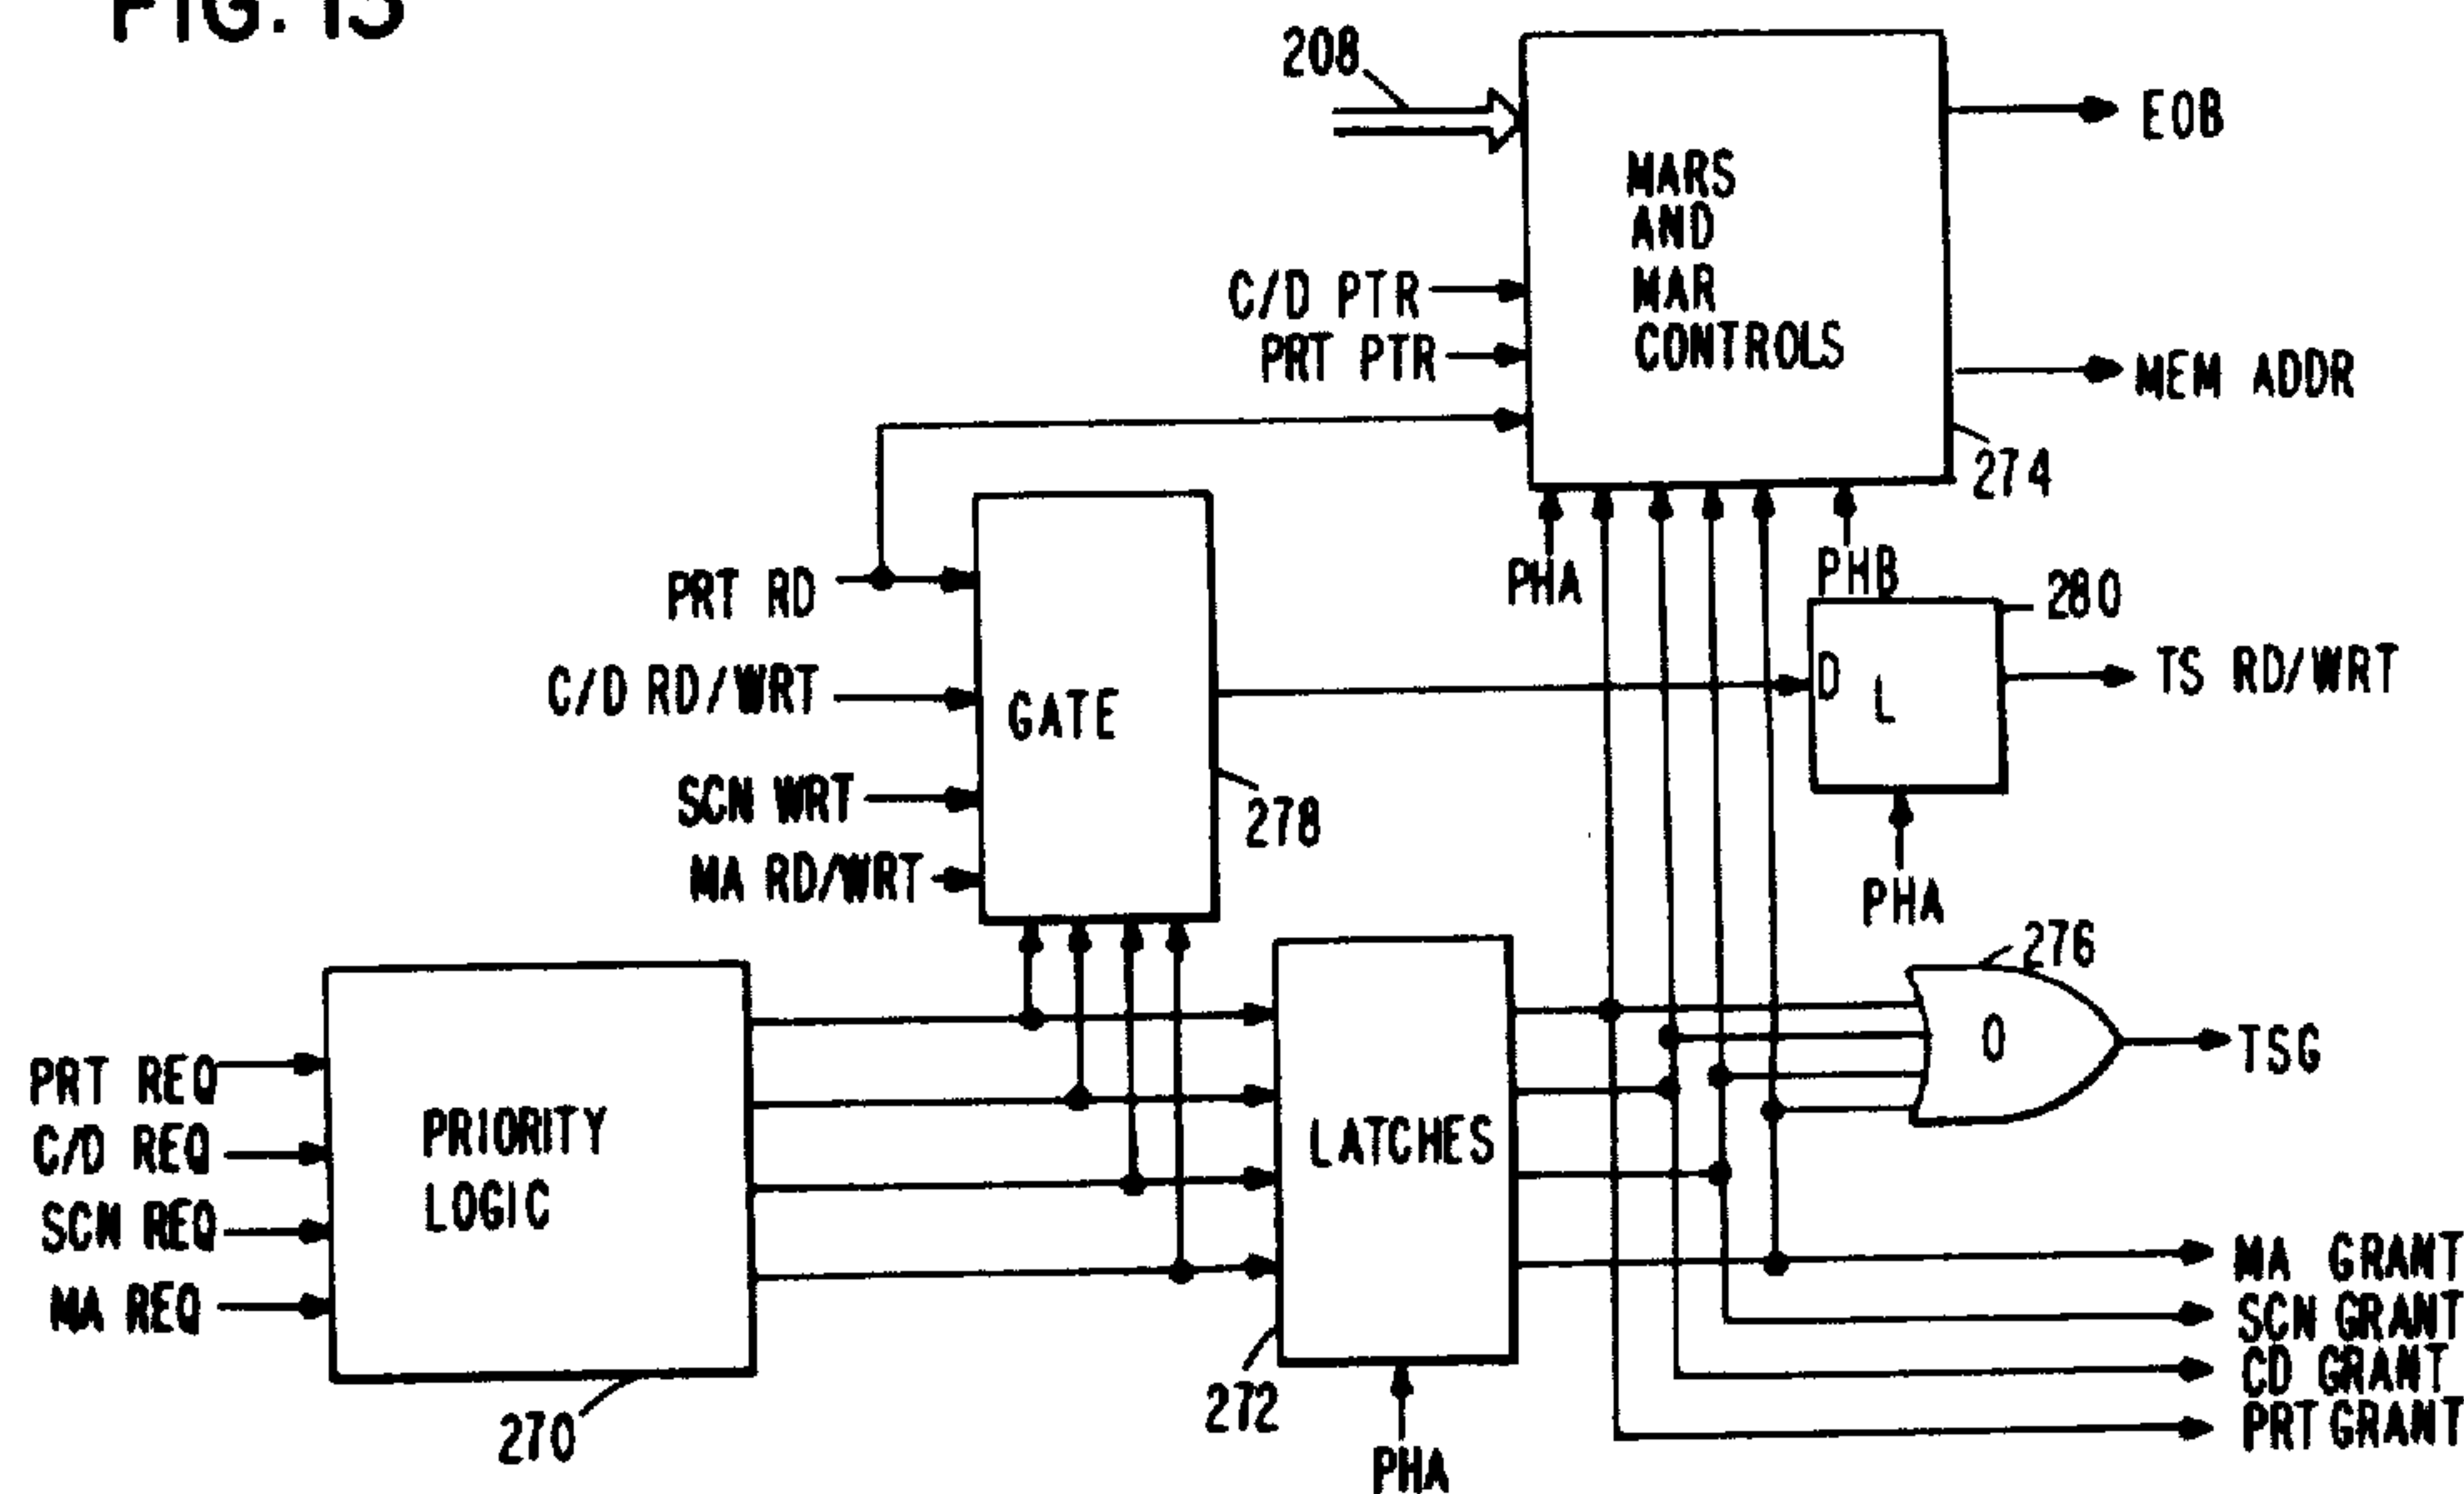 FIG. 13
208
EOB
MARS
AND
MAR
CONTROLS
C/D PTR
PRT PTR
MEM ADDR
274
PHA
PHB
280
PRT RD
C/D RD/WRT
GATE
D
L
TS RD/WRT
SCN WRT
278
MA RD/WRT
PHA
276
PRT REQ
C/D REQ
SCN REQ
MA REQ
PRIORITY
LOGIC
LATCHES
O
TSG
MA GRANT
SCN GRANT
CD GRANT
PRT GRANT
270
272
PHA